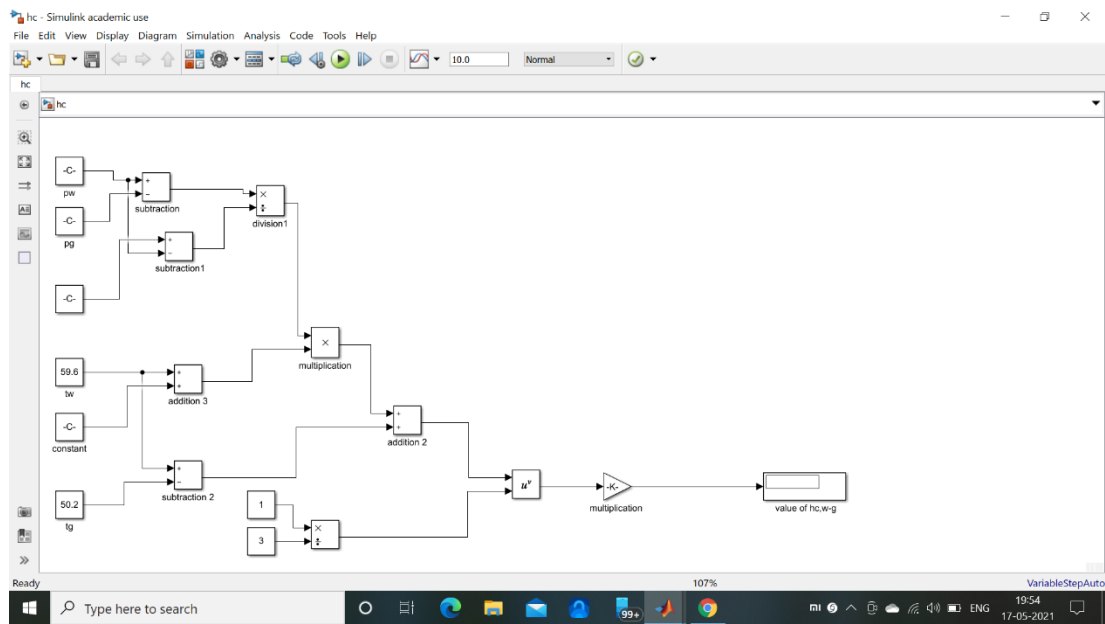 hc - Simulink academic use
File Edit View Display Diagram Simulation Analysis Code Tools Help
10.0 Normal
hc
hc
-C-
pw
+
−
subtraction
×
÷
division1
-C-
pg
+
−
subtraction1
-C-
×
multiplication
59.6
tw
+
+
addition 3
-C-
constant
+
+
addition 2
+
−
subtraction 2
50.2
tg
1
3
×
÷
u^v
-K-
multiplication
value of hc,w-g
Ready 107% VariableStepAuto
Type here to search
99+
ENG
19:54
17-05-2021